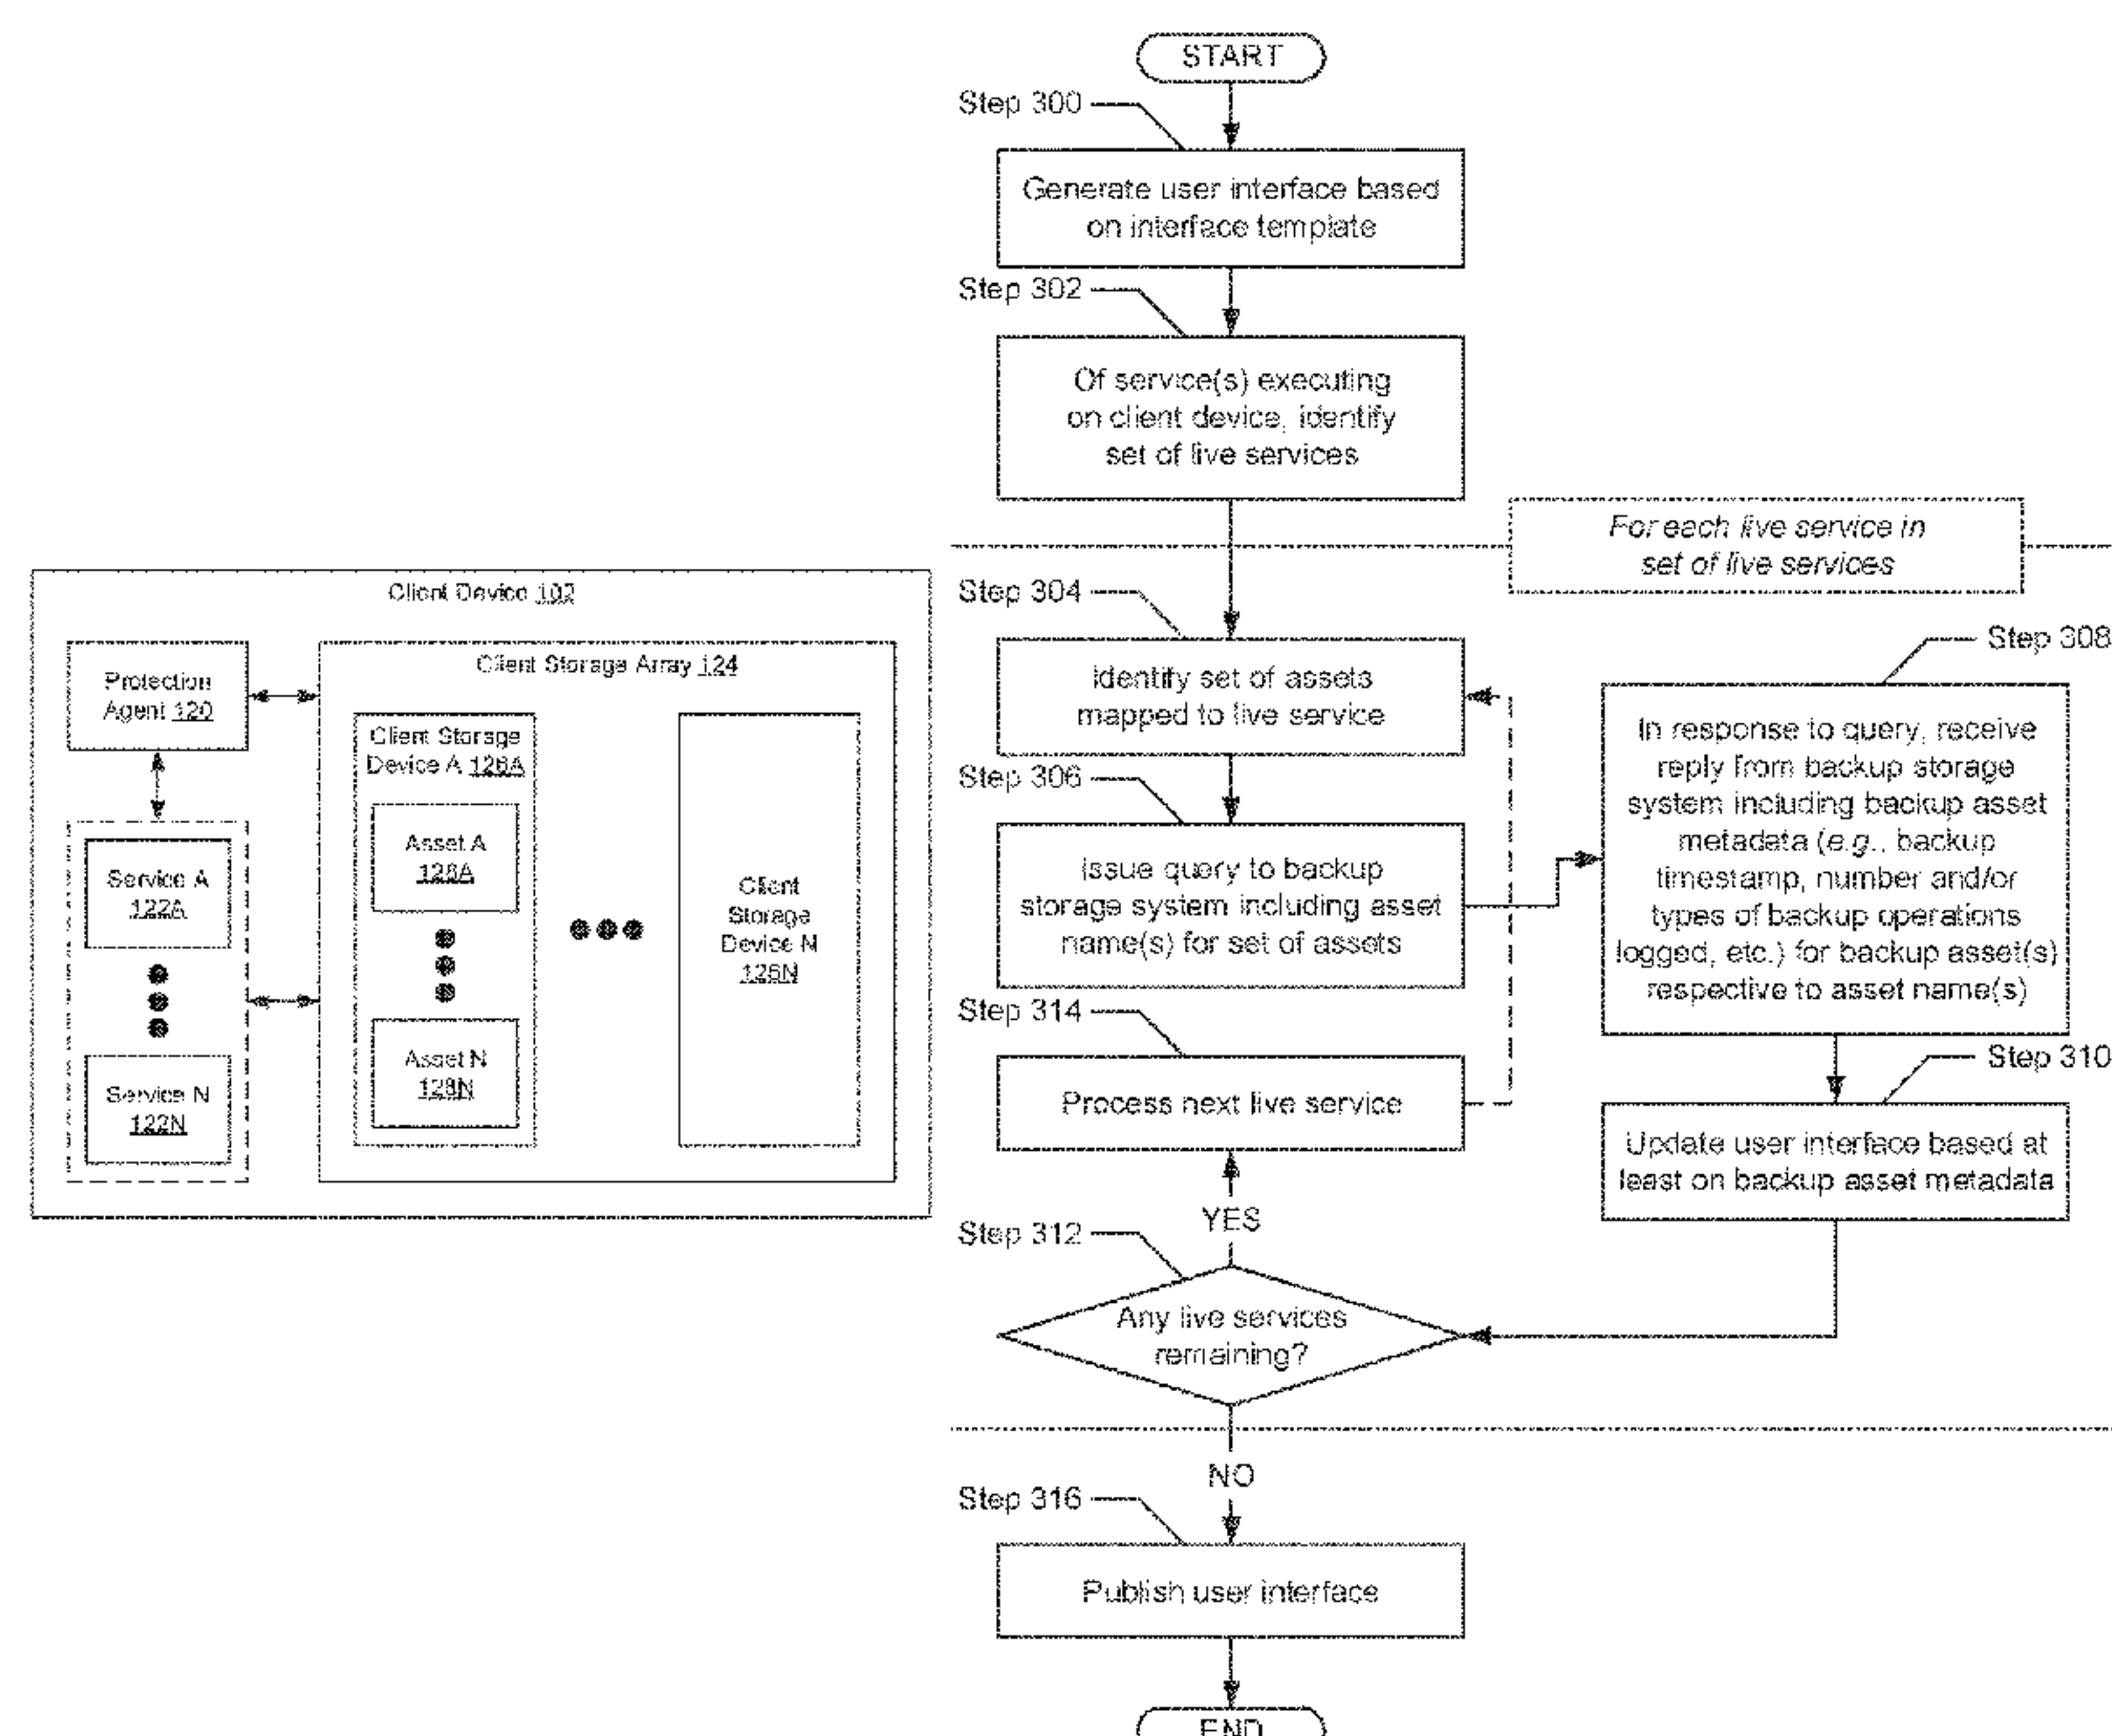 Client Device 102
Protection
Agent 120
Service A
122A
Service N
122N
Client Storage Array 124
Client Storage
Device A 126A
Asset A
128A
Asset N
128N
Client
Storage
Device N
126N
START
Step 300
Generate user interface based
on interface template
Step 302
Of service(s) executing
on client device, identify
set of live services
For each live service in
set of live services
Step 304
Identify set of assets
mapped to live service
Step 306
Issue query to backup
storage system including asset
name(s) for set of assets
Step 308
In response to query, receive
reply from backup storage
system including backup asset
metadata (e.g., backup
timestamp, number and/or
types of backup operations
logged, etc.) for backup asset(s)
respective to asset name(s)
Step 310
Update user interface based at
least on backup asset metadata
Step 312
Any live services
remaining?
YES
Step 314
Process next live service
NO
Step 316
Publish user interface
END